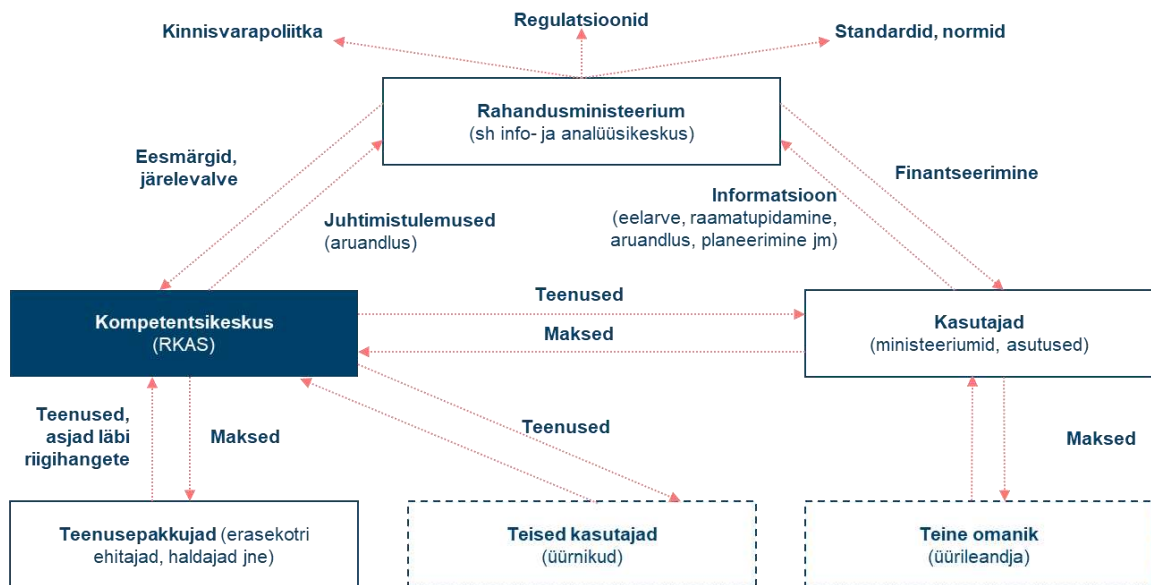 Kinnisvarapoliitka
Regulatsioonid
Standardid, normid
Rahandusministeerium
(sh info- ja analüüsikeskus)
Eesmärgid,
järelevalve
Juhtimistulemused
(aruandlus)
Informatsioon
(eelarve, raamatupidamine,
aruandlus, planeerimine jm)
Finantseerimine
Kompetentsikeskus
(RKAS)
Teenused
Maksed
Kasutajad
(ministeeriumid, asutused)
Teenused,
asjad läbi
riigihangete
Maksed
Teenused
Maksed
Teenusepakkujad (erasekotri
ehitajad, haldajad jne)
Teised kasutajad
(üürnikud)
Teine omanik
(üürileandja)